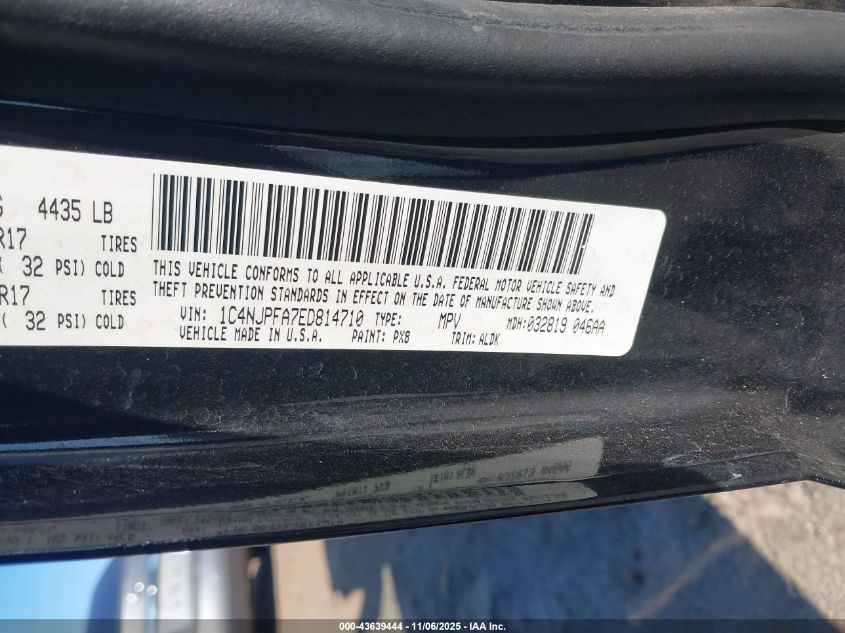 G 4435 LB
R17 TIRES
( 32 PSI) COLD
R17 TIRES
( 32 PSI) COLD
THIS VEHICLE CONFORMS TO ALL APPLICABLE U.S.A. FEDERAL MOTOR VEHICLE SAFETY AND
THEFT PREVENTION STANDARDS IN EFFECT ON THE DATE OF MANUFACTURE SHOWN ABOVE.
VIN: 1C4NJPFA7ED814710 TYPE: MPV MDH:032819 046AA
VEHICLE MADE IN U.S.A. PAINT: PX8 TRIM: ALDK
000-43639444 - 11/06/2025 - IAA Inc.